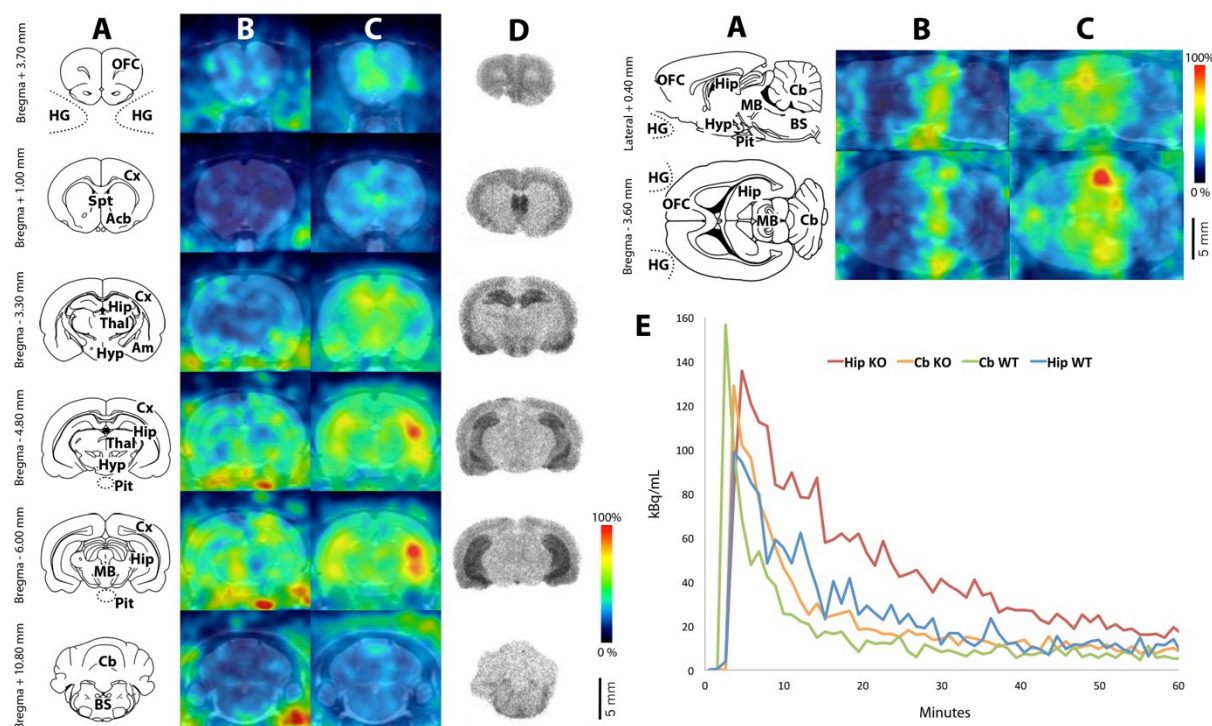 A
B
C
D
Bregma + 3.70 mm
OFC
HG
HG
Bregma + 1.00 mm
Cx
Spt
Acb
Bregma - 3.30 mm
Cx
Hip
Thal
Hyp
Am
Bregma - 4.80 mm
Cx
Hip
Thal
Hyp
Pit
Bregma - 6.00 mm
Cx
Hip
MB
Pit
100%
0 %
5 mm
Bregma + 10.80 mm
Cb
BS
A
B
C
Lateral + 0.40 mm
OFC
Hip
Cb
MB
HG
Hyp
BS
Pit
Bregma - 3.60 mm
HG
Hip
OFC
MB
Cb
HG
100%
0 %
5 mm
E
160
140
120
100
80
60
40
20
0
kBq/mL
Hip KO Cb KO Cb WT Hip WT
0 10 20 30 40 50 60
Minutes